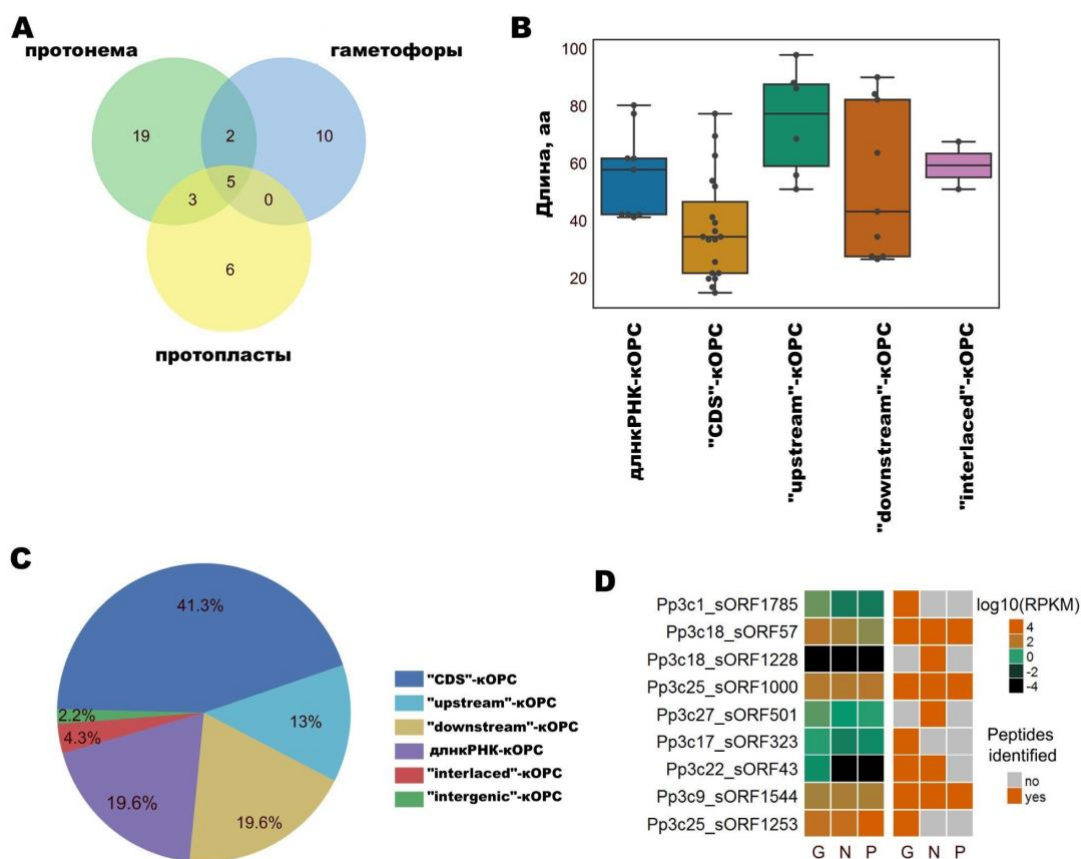 A
протонема
гаметофоры
19
2
10
5
3
0
6
протопласты
B
Длина, аа
100
80
60
40
20
длнкРНК-кОРС
"CDS"-кОРС
"upstream"-кОРС
"downstream"-кОРС
"interlaced"-кОРС
C
41.3%
13%
19.6%
19.6%
4.3%
2.2%
"CDS"-кОРС
"upstream"-кОРС
"downstream"-кОРС
длнкРНК-кОРС
"interlaced"-кОРС
"intergenic"-кОРС
D
Pp3c1_sORF1785
Pp3c18_sORF57
Pp3c18_sORF1228
Pp3c25_sORF1000
Pp3c27_sORF501
Pp3c17_sORF323
Pp3c22_sORF43
Pp3c9_sORF1544
Pp3c25_sORF1253
G N P G N P
log10(RPKM)
4
2
0
-2
-4
Peptides
identified
no
yes